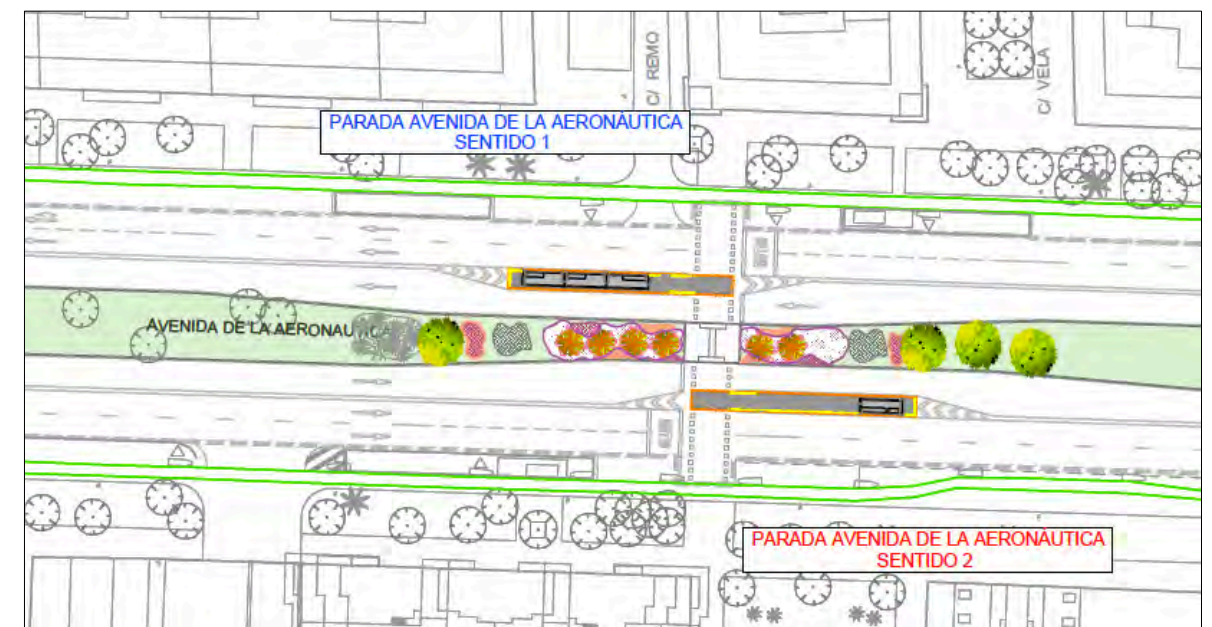 C/ REMO
C/ VELA
PARADA AVENIDA DE LA AERONÁUTICA
SENTIDO 1
AVENIDA DE LA AERONAUTICA
PARADA AVENIDA DE LA AERONÁUTICA
SENTIDO 2